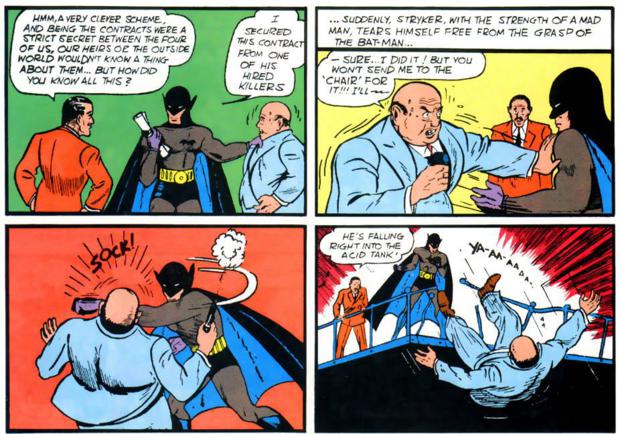 HMM, A VERY CLEVER SCHEME,
AND BEING THE CONTRACTS WERE A
STRICT SECRET BETWEEN THE FOUR
OF US, OUR HEIRS OR THE OUTSIDE
WORLD WOULDN'T KNOW A THING
ABOUT THEM... BUT HOW DID
YOU KNOW ALL THIS?
I
SECURED
THIS CONTRACT
FROM ONE
OF HIS
HIRED
KILLERS
... SUDDENLY, STRYKER, WITH THE STRENGTH OF A MAD
MAN, TEARS HIMSELF FREE FROM THE GRASP OF
THE BAT-MAN...
— SURE...I DID IT! BUT YOU
WON'T SEND ME TO THE
'CHAIR' FOR
IT!!! I'LL —
SOCK!
HE'S FALLING
RIGHT INTO THE
ACID TANK!
YA-AA-AA.AA..